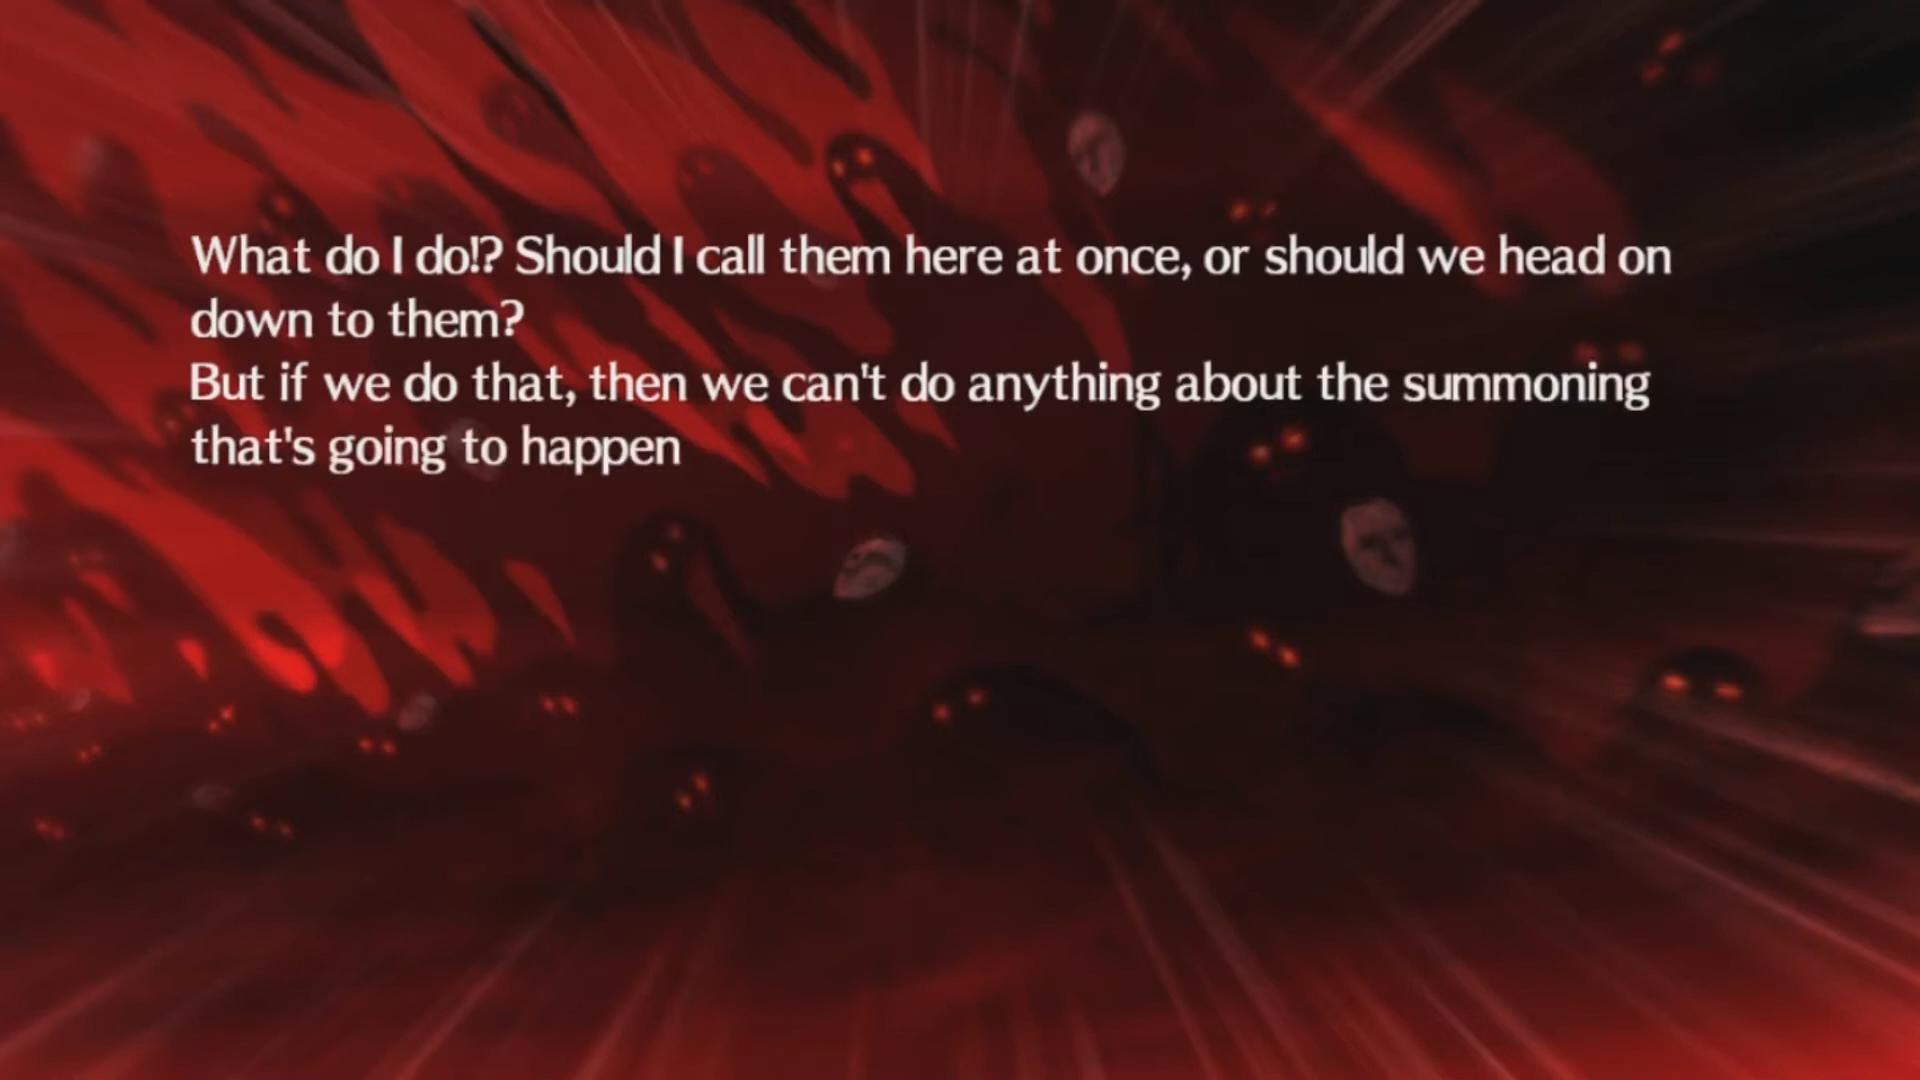 What do I do!? Should I call them here at once, or should we head on
down to them?
But if we do that, then we can't do anything about the summoning
that's going to happen